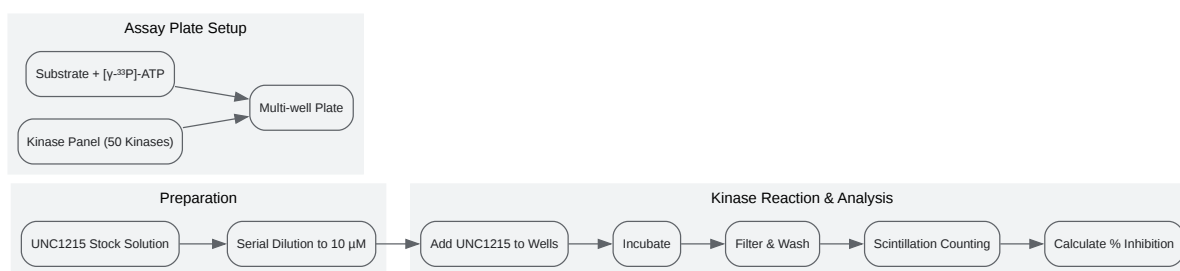 Assay Plate Setup
Substrate + [γ-³³P]-ATP
Multi-well Plate
Kinase Panel (50 Kinases)
Preparation
UNC1215 Stock Solution
Serial Dilution to 10 µM
Kinase Reaction & Analysis
Add UNC1215 to Wells
Incubate
Filter & Wash
Scintillation Counting
Calculate % Inhibition